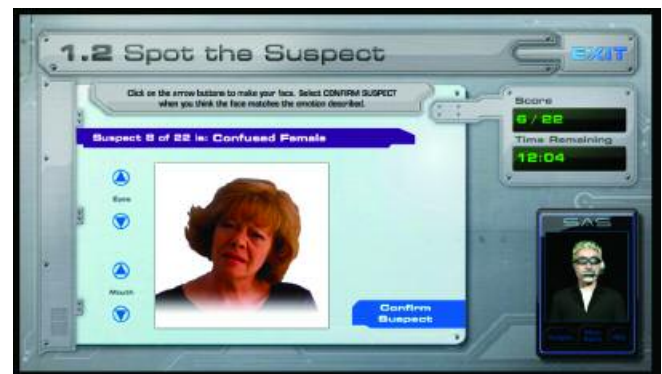 1.2 Spot the Suspect
EXIT
Click on the arrow buttons to make your face. Select CONFIRM SUSPECT
when you think the face matches the emotion described.
Score
6 / 22
Suspect 8 of 22 is: Confused Female
Time Remaining
12:04
Eyes
Mouth
SAS
Confirm
Suspect